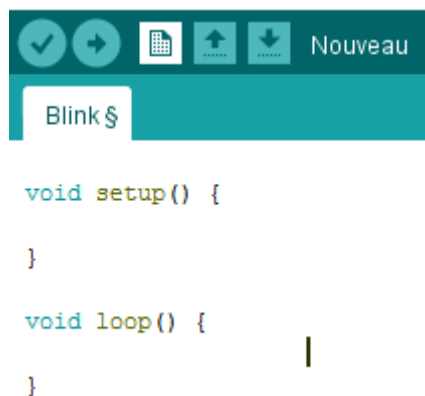 Nouveau
Blink §
void setup() {
}
void loop() {
}